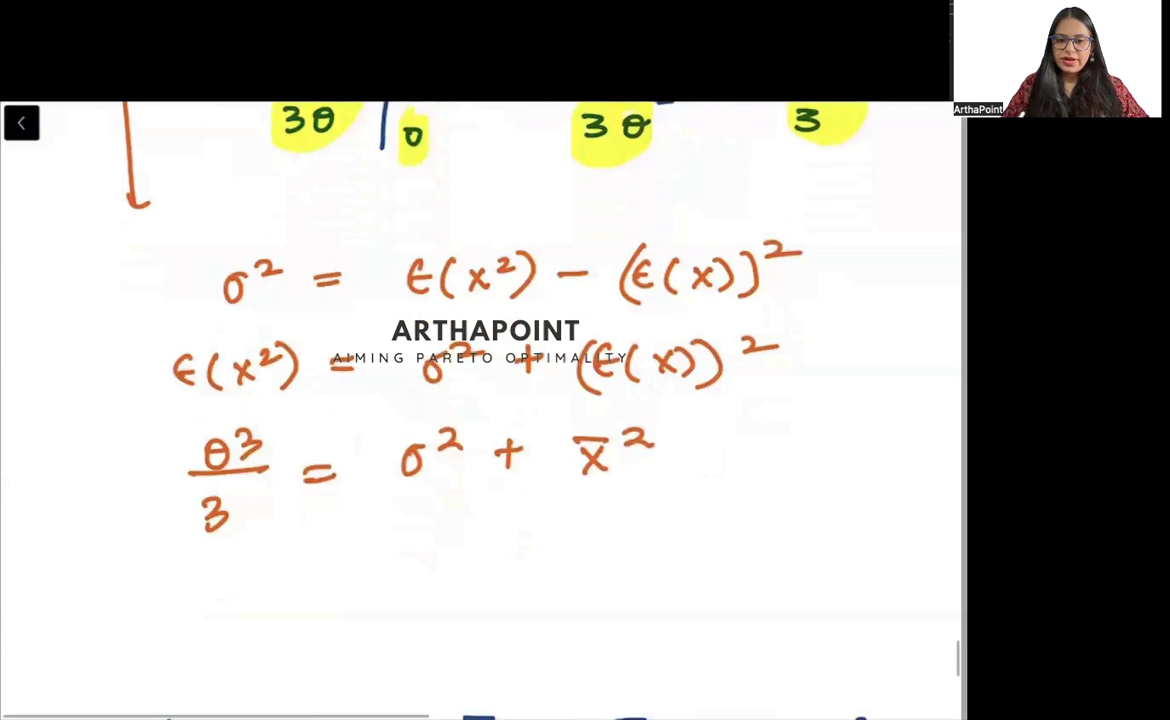 ArthaPoint
3θ | 0 3θ 3
σ² = E(x²) − (E(x))²
ARTHAPOINT
AIMING PARETO OPTIMALITY
E(x²) = σ² + (E(x))²
θ³/3 = σ² + x̄²